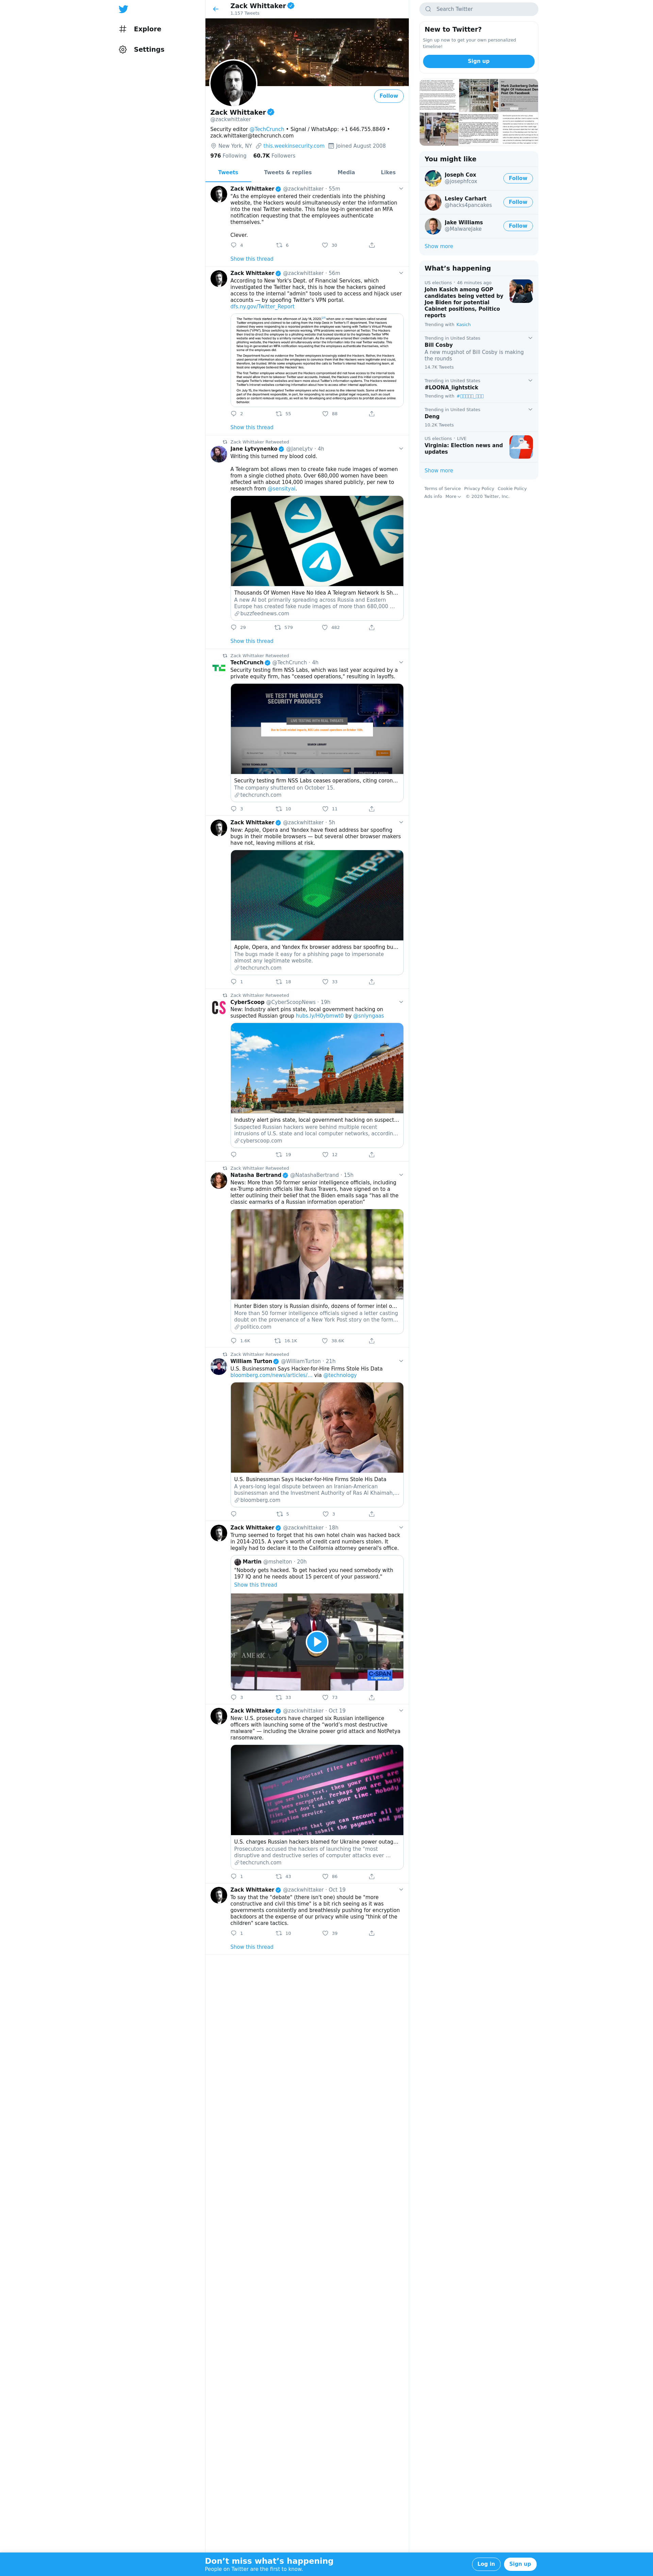 Explore
Settings
Zack Whittaker
1,157 Tweets
Follow
Zack Whittaker
@zackwhittaker
Security editor @TechCrunch • Signal / WhatsApp: +1 646.755.8849 •
zack.whittaker@techcrunch.com
New York, NY this.weekinsecurity.com Joined August 2008
976 Following 60.7K Followers
Tweets Tweets & replies Media Likes
Zack Whittaker @zackwhittaker · 55m
"As the employee entered their credentials into the phishing
website, the Hackers would simultaneously enter the information
into the real Twitter website. This false log-in generated an MFA
notification requesting that the employees authenticate
themselves."
Clever.
4 6 30
Show this thread
Zack Whittaker @zackwhittaker · 56m
According to New York's Dept. of Financial Services, which
investigated the Twitter hack, this is how the hackers gained
access to the internal "admin" tools used to access and hijack user
accounts — by spoofing Twitter's VPN portal.
dfs.ny.gov/Twitter_Report
2 55 88
Show this thread
Zack Whittaker Retweeted
Jane Lytvynenko @JaneLytv · 4h
Writing this turned my blood cold.
A Telegram bot allows men to create fake nude images of women
from a single clothed photo. Over 680,000 women have been
affected with about 104,000 images shared publicly, per new to
research from @sensityai.
Thousands Of Women Have No Idea A Telegram Network Is Sh...
A new AI bot primarily spreading across Russia and Eastern
Europe has created fake nude images of more than 680,000 ...
buzzfeednews.com
29 579 482
Show this thread
Zack Whittaker Retweeted
TechCrunch @TechCrunch · 4h
Security testing firm NSS Labs, which was last year acquired by a
private equity firm, has "ceased operations," resulting in layoffs.
WE TEST THE WORLD'S
SECURITY PRODUCTS
Security testing firm NSS Labs ceases operations, citing coron...
The company shuttered on October 15.
techcrunch.com
3 10 11
Zack Whittaker @zackwhittaker · 5h
New: Apple, Opera and Yandex have fixed address bar spoofing
bugs in their mobile browsers — but several other browser makers
have not, leaving millions at risk.
https:/
Apple, Opera, and Yandex fix browser address bar spoofing bu...
The bugs made it easy for a phishing page to impersonate
almost any legitimate website.
techcrunch.com
1 18 33
Zack Whittaker Retweeted
CyberScoop @CyberScoopNews · 19h
New: Industry alert pins state, local government hacking on
suspected Russian group hubs.ly/H0ybmwt0 by @snlyngaas
Industry alert pins state, local government hacking on suspect...
Suspected Russian hackers were behind multiple recent
intrusions of U.S. state and local computer networks, accordin...
cyberscoop.com
19 12
Zack Whittaker Retweeted
Natasha Bertrand @NatashaBertrand · 15h
News: More than 50 former senior intelligence officials, including
ex-Trump admin officials like Russ Travers, have signed on to a
letter outlining their belief that the Biden emails saga "has all the
classic earmarks of a Russian information operation"
Hunter Biden story is Russian disinfo, dozens of former intel o...
More than 50 former intelligence officials signed a letter casting
doubt on the provenance of a New York Post story on the form...
politico.com
16.1K
Zack Whittaker Retweeted
William Turton @WilliamTurton · 21h
U.S. Businessman Says Hacker-for-Hire Firms Stole His Data
bloomberg.com/news/articles/... via @technology
U.S. Businessman Says Hacker-for-Hire Firms Stole His Data
A years-long legal dispute between an Iranian-American
businessman and the Investment Authority of Ras Al Khaimah,...
bloomberg.com
5 3
Zack Whittaker @zackwhittaker · 18h
Trump seemed to forget that his own hotel chain was hacked back
in 2014-2015. A year's worth of credit card numbers stolen. It
legally had to declare it to the California attorney general's office.
Martin @mshelton · 20h
"Nobody gets hacked. To get hacked you need somebody with
197 IQ and he needs about 15 percent of your password."
Show this thread
OF AMERICA
C-SPAN
3 33 73
Zack Whittaker @zackwhittaker · Oct 19
New: U.S. prosecutors have charged six Russian intelligence
officers with launching some of the "world's most destructive
malware" — including the Ukraine power grid attack and NotPetya
ransomware.
U.S. charges Russian hackers blamed for Ukraine power outag...
Prosecutors accused the hackers of launching the "most
disruptive and destructive series of computer attacks ever ...
techcrunch.com
1 43 96
Zack Whittaker @zackwhittaker · Oct 19
To say that the "debate" (there isn't one) should be "more
constructive and civil this time" is a bit rich seeing as it was
governments consistently and breathlessly pushing for encryption
backdoors at the expense of our privacy while using "think of the
children" scare tactics.
1 10 39
Show this thread
Search Twitter
New to Twitter?
Sign up now to get your own personalized
timeline!
Sign up
You might like
Joseph Cox
@josephfcox
Follow
Lesley Carhart
@hacks4pancakes
Follow
Jake Williams
@MalwareJake
Follow
Show more
What's happening
US elections · 46 minutes ago
John Kasich among GOP
candidates being vetted by
Joe Biden for potential
Cabinet positions, Politico
reports
Trending with Kasich
Trending in United States
Bill Cosby
A new mugshot of Bill Cosby is making
the rounds
14.7K Tweets
Trending in United States
#LOONA_lightstick
Trending with
Trending in United States
Deng
10.2K Tweets
US elections · LIVE
Virginia: Election news and
updates
Show more
Terms of Service Privacy Policy Cookie Policy
Ads info More © 2020 Twitter, Inc.
Don't miss what's happening
People on Twitter are the first to know.
Log in Sign up